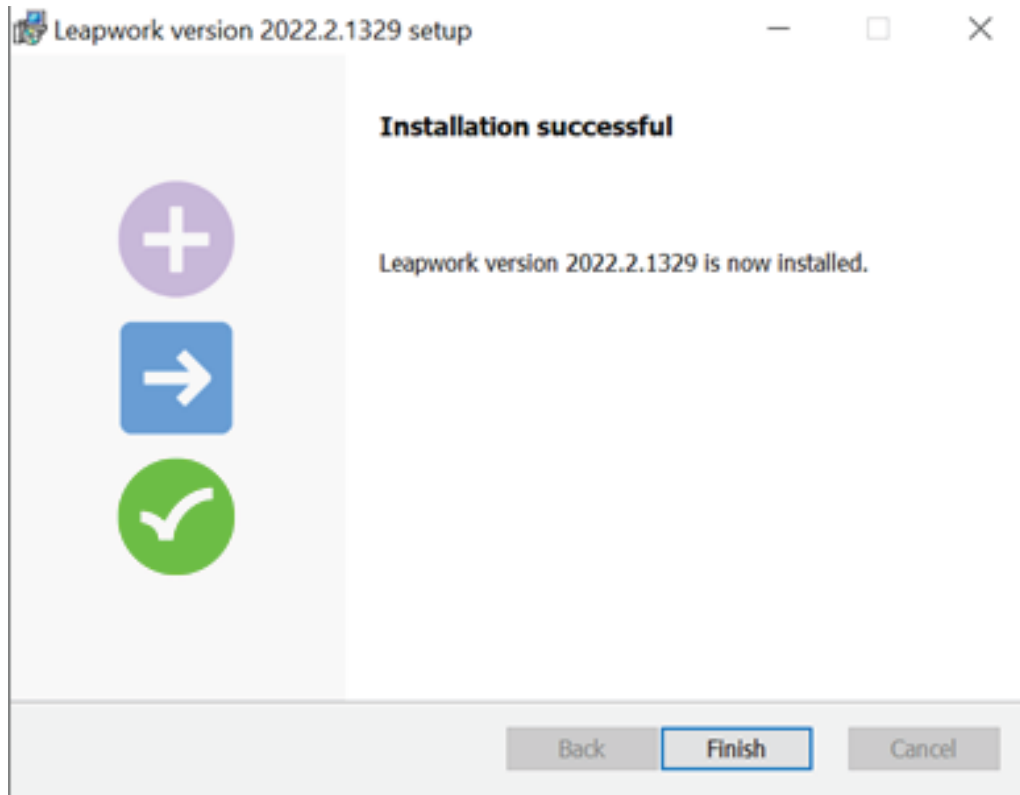 Leapwork version 2022.2.1329 setup
Installation successful
Leapwork version 2022.2.1329 is now installed.
Back
Finish
Cancel